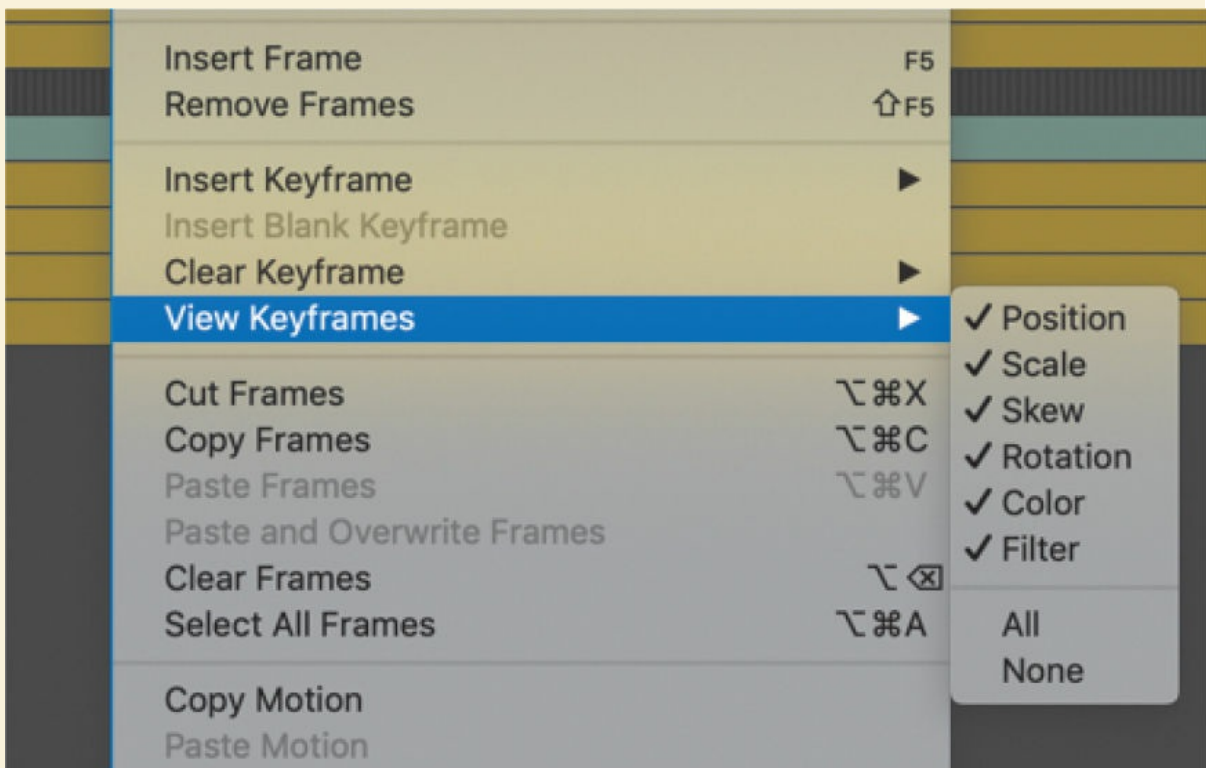 Insert Frame F5
Remove Frames ⇧F5
Insert Keyframe ▶
Insert Blank Keyframe
Clear Keyframe ▶
View Keyframes ▶
Cut Frames ⌥⌘X
Copy Frames ⌥⌘C
Paste Frames ⌥⌘V
Paste and Overwrite Frames
Clear Frames ⌥⌫
Select All Frames ⌥⌘A
Copy Motion
Paste Motion
✓ Position
✓ Scale
✓ Skew
✓ Rotation
✓ Color
✓ Filter
All
None